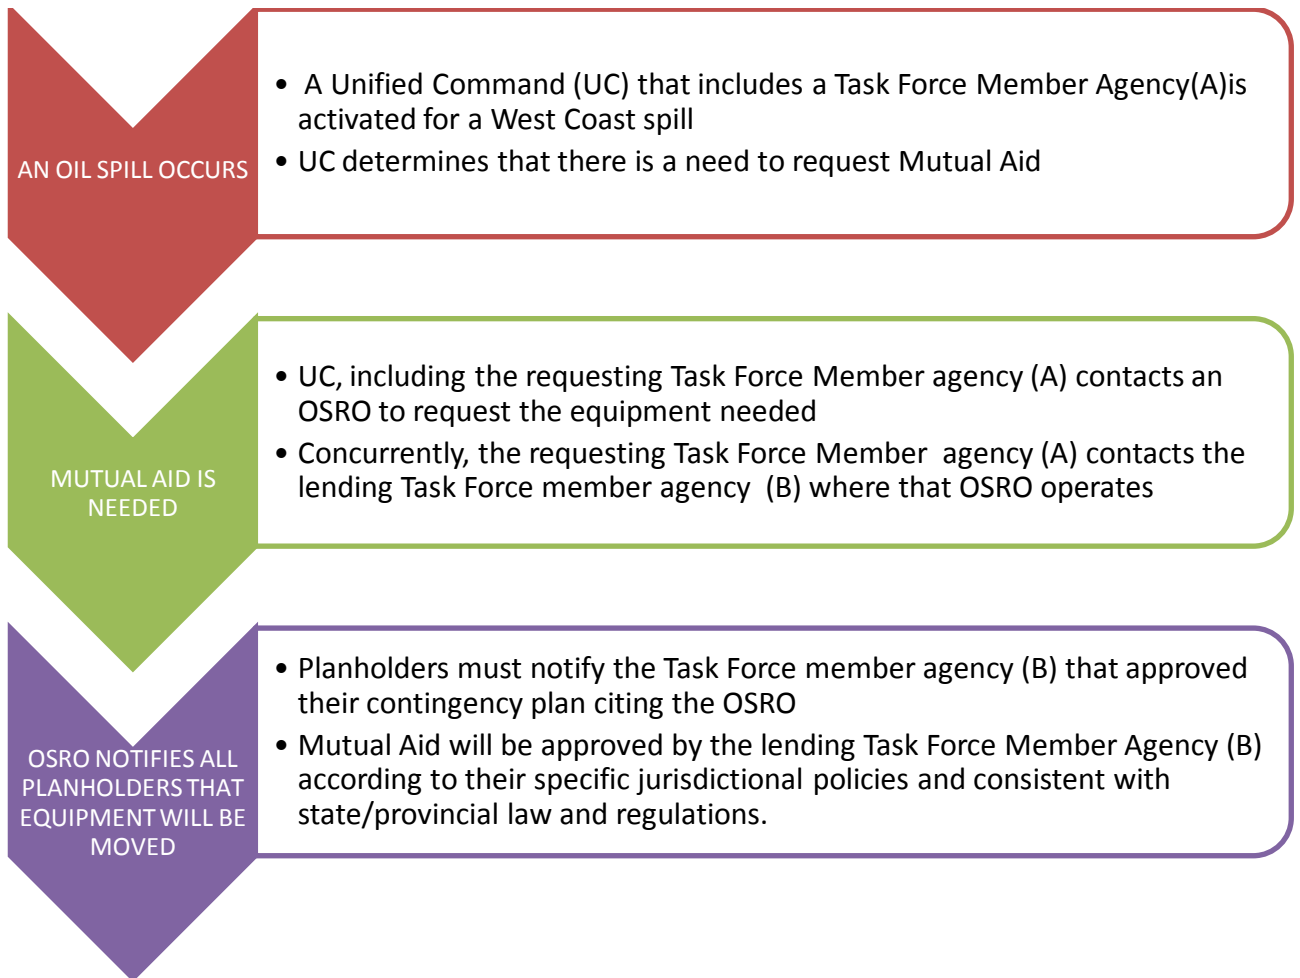 AN OIL SPILL OCCURS
• A Unified Command (UC) that includes a Task Force Member Agency(A)is
activated for a West Coast spill
• UC determines that there is a need to request Mutual Aid
MUTUAL AID IS
NEEDED
• UC, including the requesting Task Force Member agency (A) contacts an
OSRO to request the equipment needed
• Concurrently, the requesting Task Force Member agency (A) contacts the
lending Task Force member agency (B) where that OSRO operates
OSRO NOTIFIES ALL
PLANHOLDERS THAT
EQUIPMENT WILL BE
MOVED
• Planholders must notify the Task Force member agency (B) that approved
their contingency plan citing the OSRO
• Mutual Aid will be approved by the lending Task Force Member Agency (B)
according to their specific jurisdictional policies and consistent with
state/provincial law and regulations.